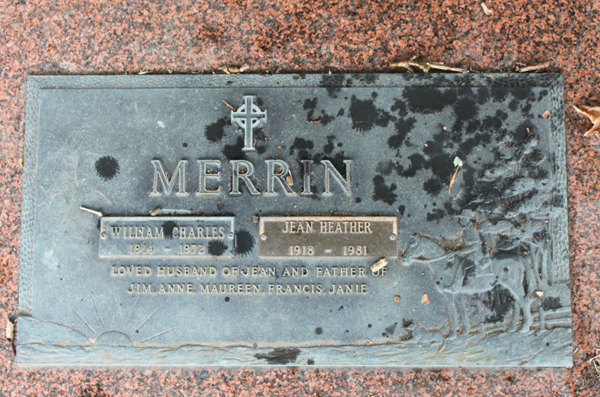 MERRIN
WILLIAM CHARLES
1914 - 1972
JEAN HEATHER
1918 - 1981
LOVED HUSBAND OF JEAN AND FATHER OF
JIM, ANNE, MAUREEN, FRANCIS, JANIE